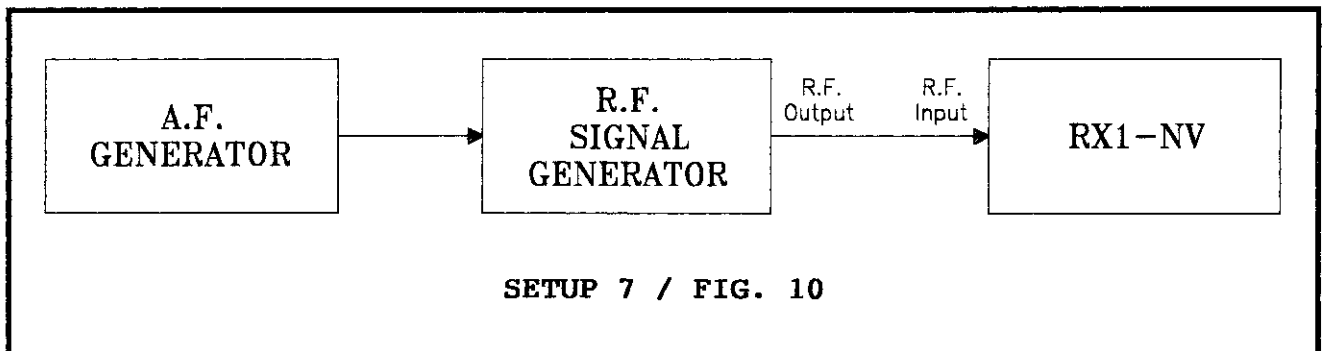 A.F.
GENERATOR
R.F.
SIGNAL
GENERATOR
R.F.
Output
R.F.
Input
RX1-NV
SETUP 7 / FIG. 10